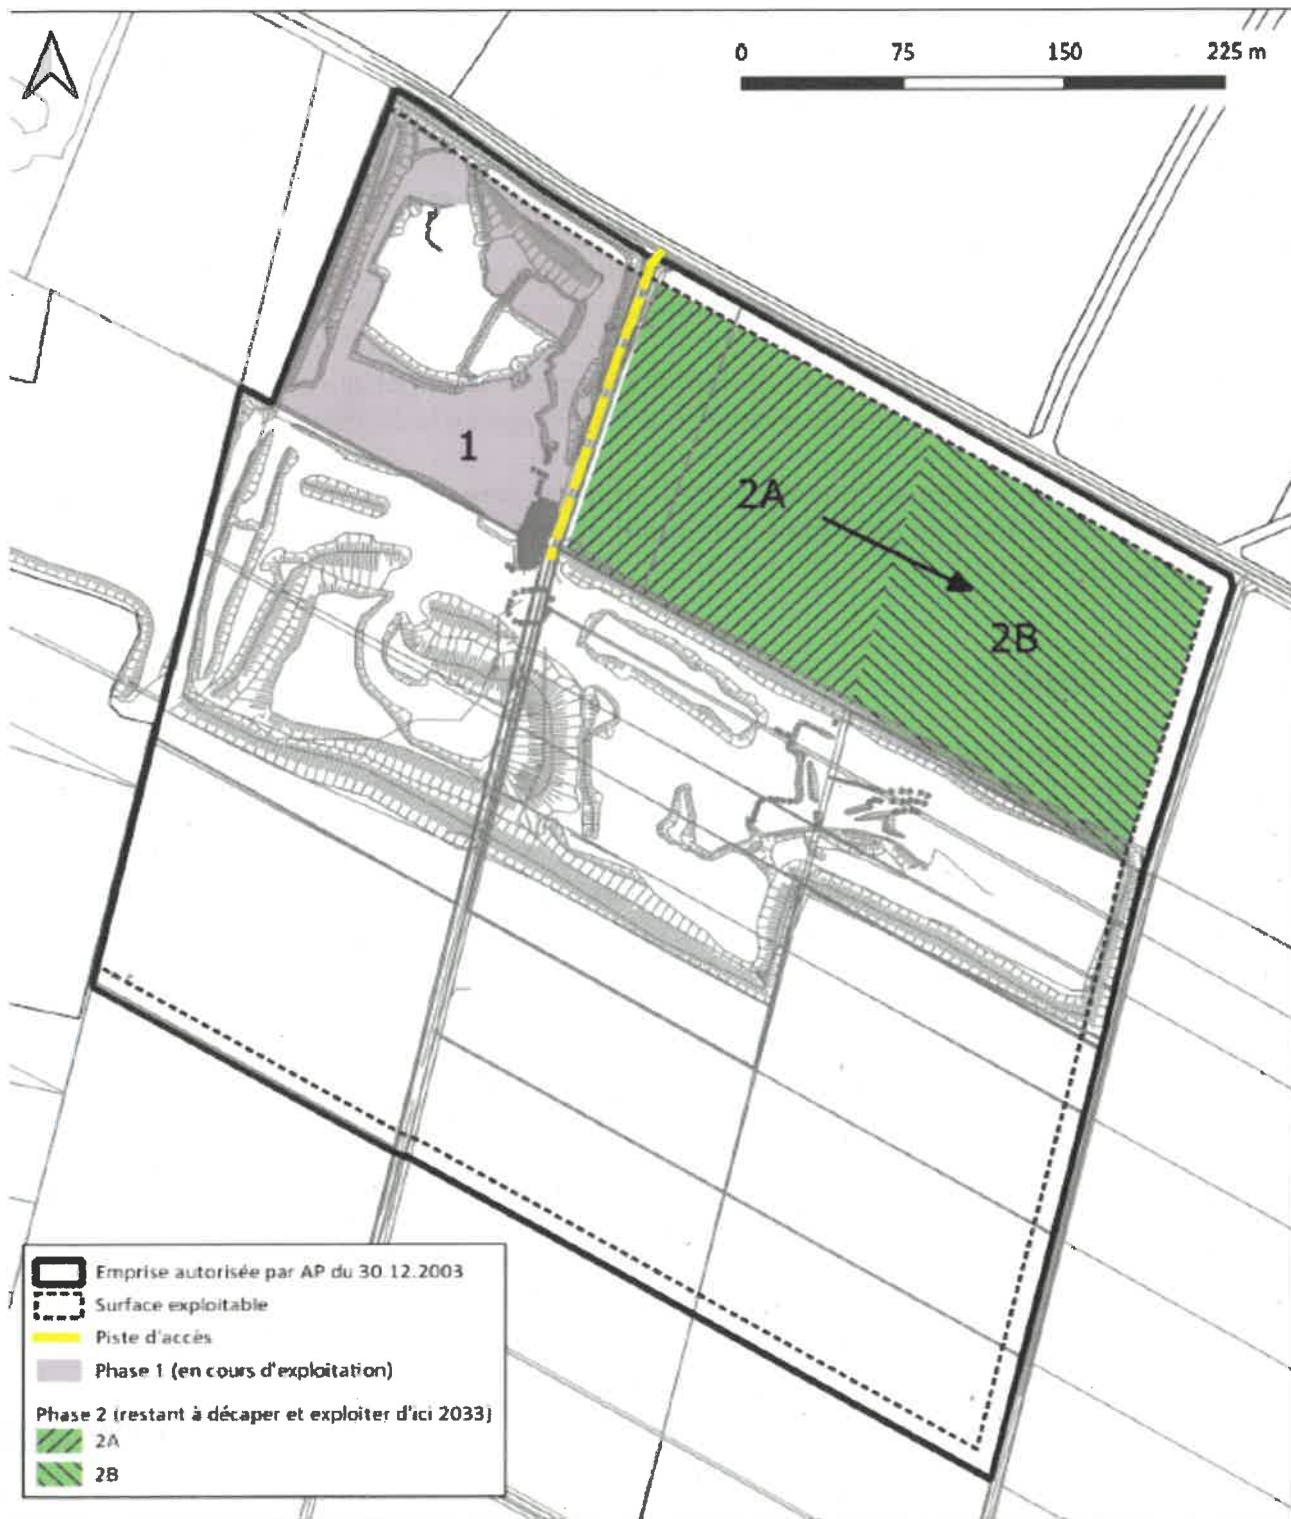 0 75 150 225 m
1
2A
2B
Emprise autorisée par AP du 30.12.2003
Surface exploitable
Piste d'accés
Phase 1 (en cours d'exploitation)
Phase 2 (restant à décaper et exploiter d'ici 2033)
2A
2B